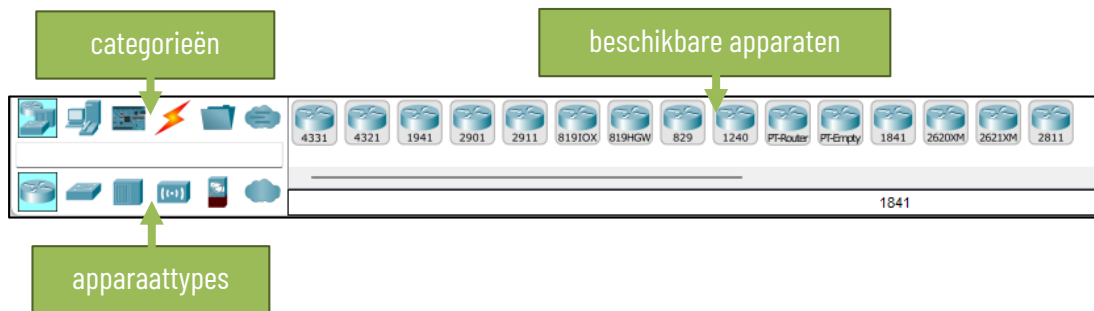 categorieën
beschikbare apparaten
4331 4321 1941 2901 2911 819IOX 819HGW 829 1240 PT-Router PT-Empty 1841 2620XM 2621XM 2811
1841
apparaattypes